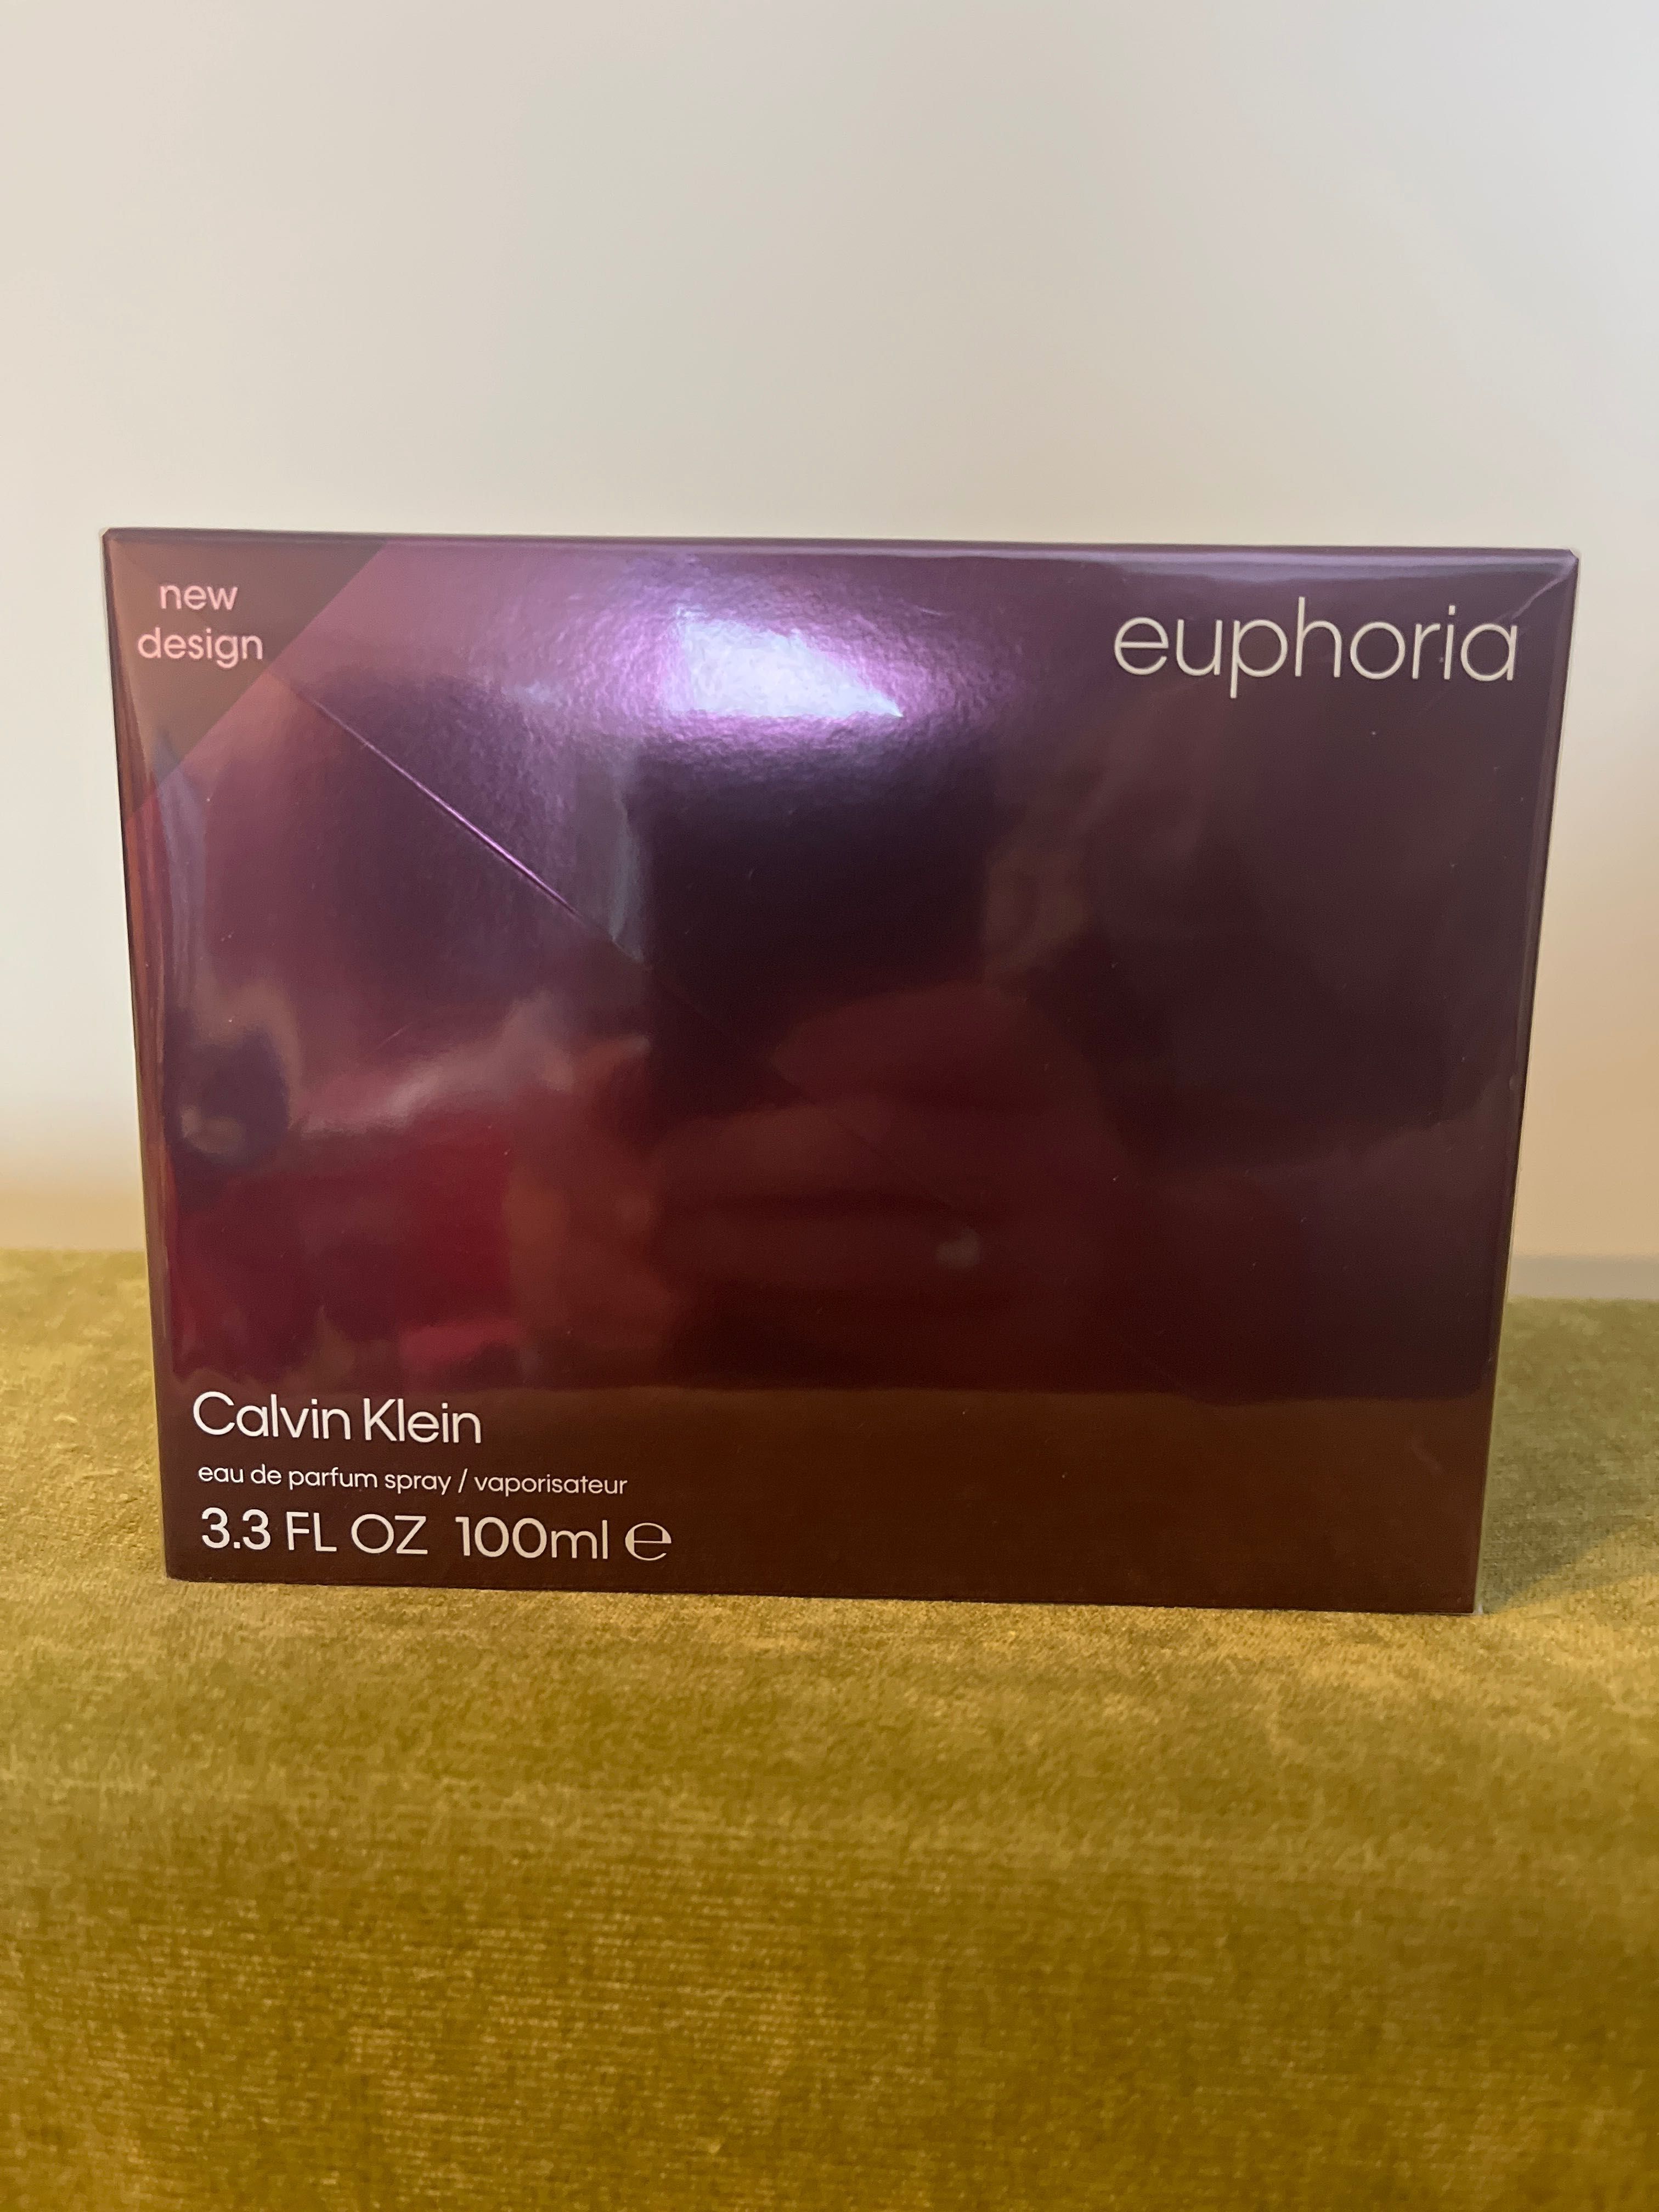 new
design
euphoria
Calvin Klein
eau de parfum spray / vaporisateur
3.3 FL OZ 100ml ℮